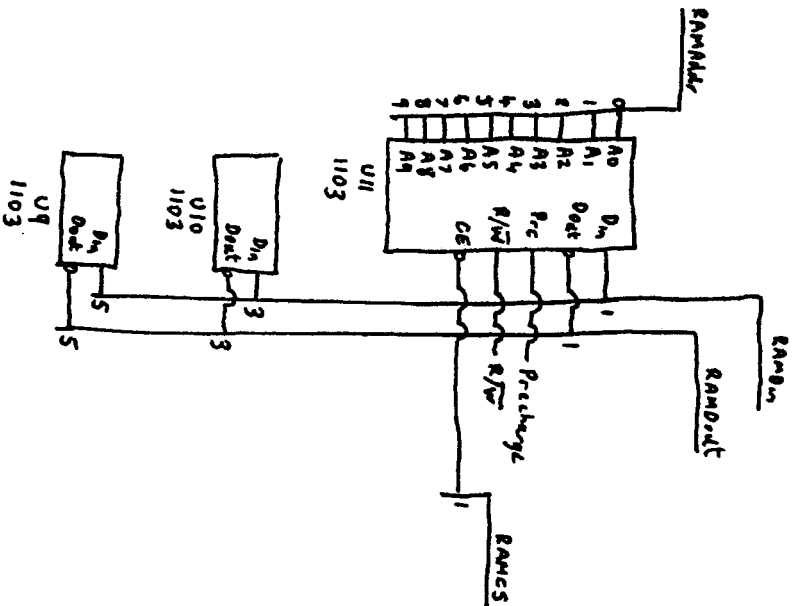 RAMDin
RAMDout
RAMAddr
RAMCS
0 A0
1 A1 Din 1
2 A2 Dout 1
3 A3 Prc Precharge
4 A4 R/W̅ R/W̅
5 A5
6 A6 CE 1
7 A7
8 A8
9 A9
U11
1103
Din 3
Dout 3
U10
1103
Din 5
Dout 5
U9
1103